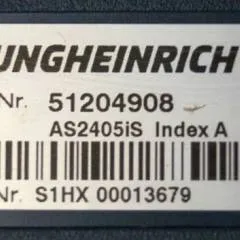 UNGHEINRICH
Nr. 51204908
AS2405iS Index A
Nr. S1HX 00013679